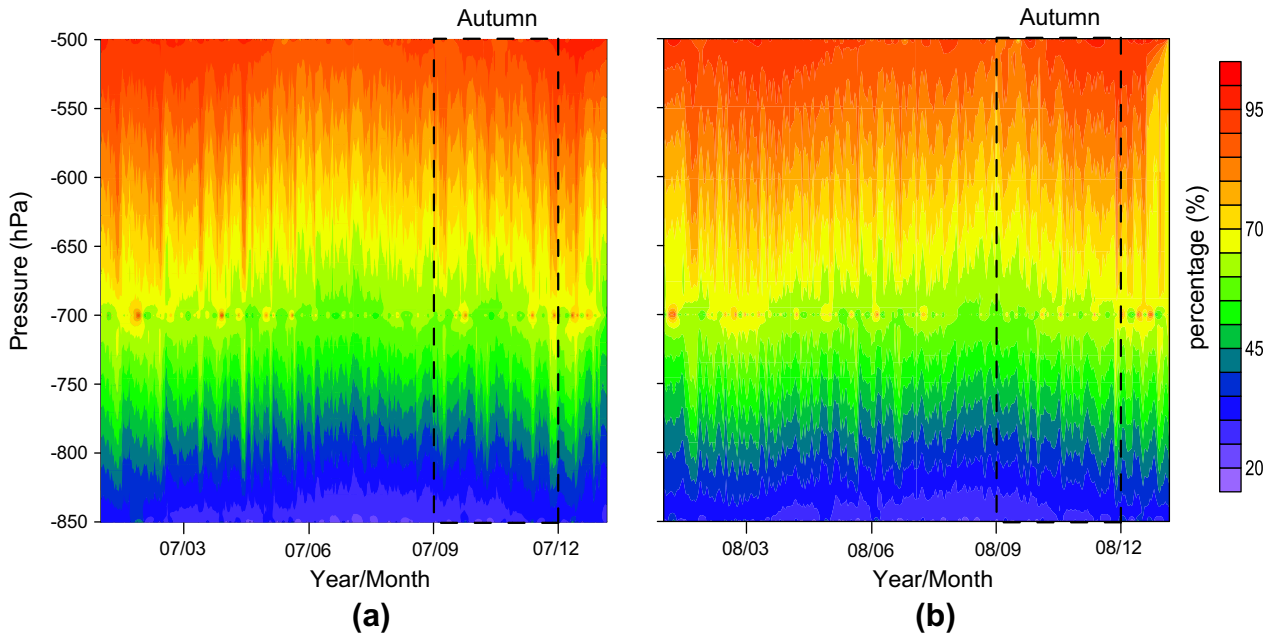 Autumn
Autumn
-500
-550
-600
-650
-700
-750
-800
-850
Pressure (hPa)
07/03
07/06
07/09
07/12
Year/Month
(a)
08/03
08/06
08/09
08/12
Year/Month
(b)
95
70
45
20
percentage (%)